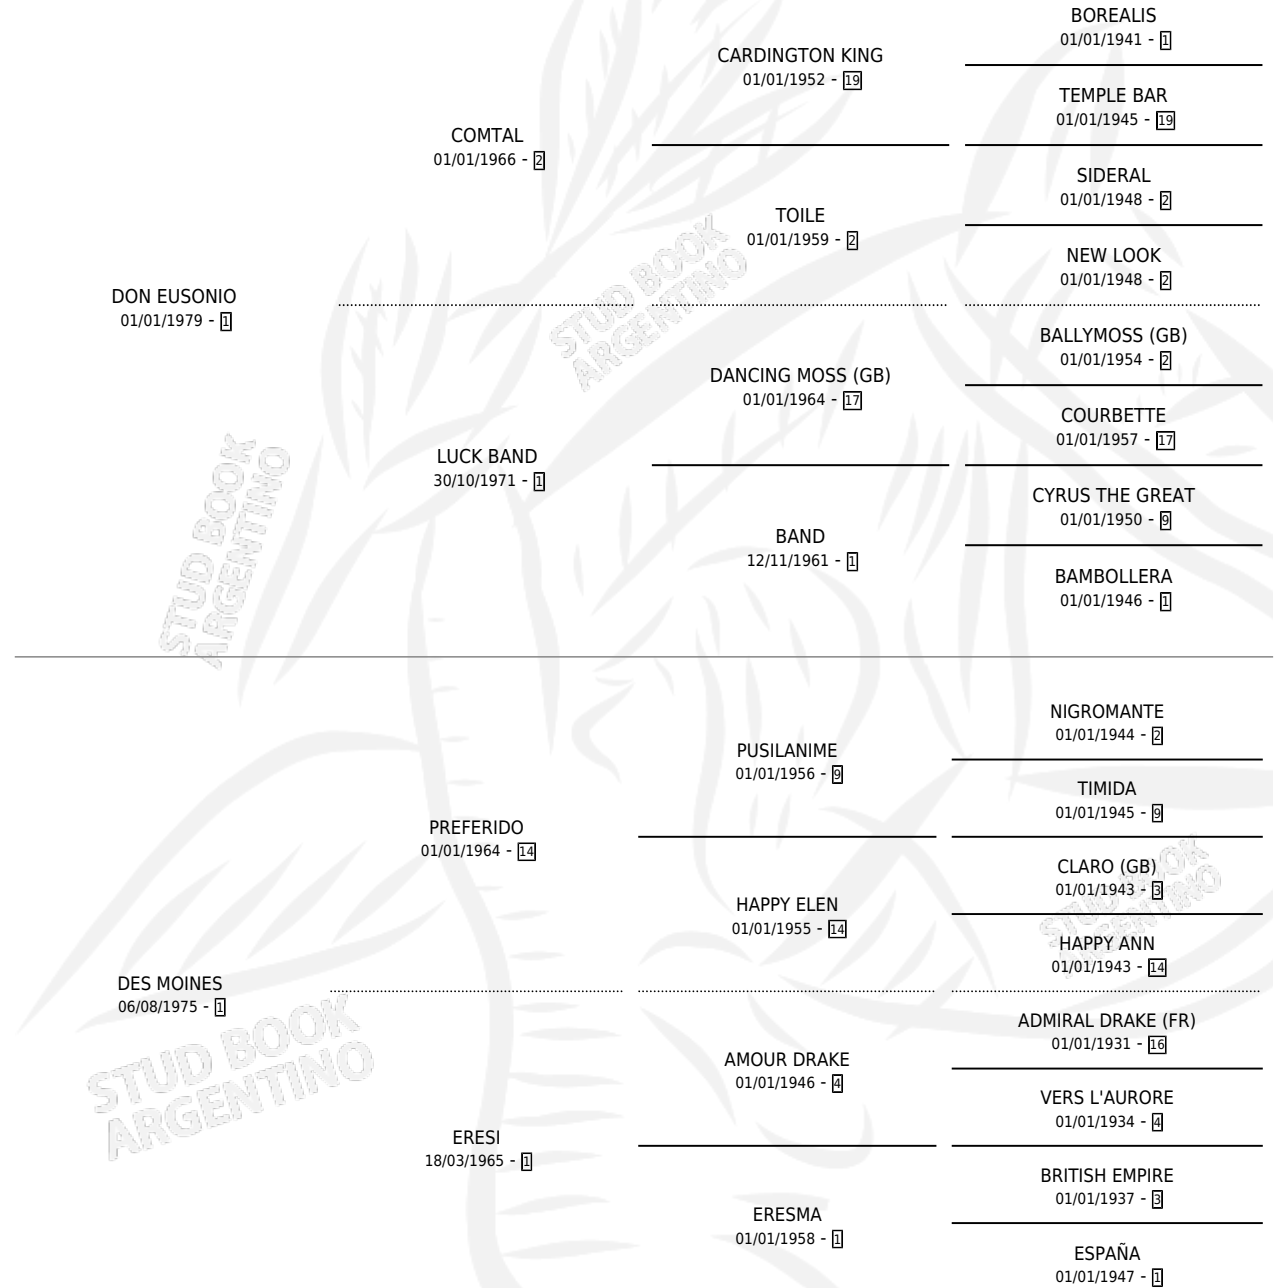 BOREALIS
01/01/1941 - 1
CARDINGTON KING
01/01/1952 - 19
TEMPLE BAR
01/01/1945 - 19
COMTAL
01/01/1966 - 2
SIDERAL
01/01/1948 - 2
TOILE
01/01/1959 - 2
NEW LOOK
01/01/1948 - 2
DON EUSONIO
01/01/1979 - 1
STUD BOOK
ARGENTINO
BALLYMOSS (GB)
01/01/1954 - 2
DANCING MOSS (GB)
01/01/1964 - 17
COURBETTE
01/01/1957 - 17
LUCK BAND
30/10/1971 - 1
CYRUS THE GREAT
01/01/1950 - 9
BAND
12/11/1961 - 1
BAMBOLLERA
01/01/1946 - 1
STUD BOOK
ARGENTINO
NIGROMANTE
01/01/1944 - 2
PUSILANIME
01/01/1956 - 9
TIMIDA
01/01/1945 - 9
PREFERIDO
01/01/1964 - 14
CLARO (GB)
01/01/1943 - 3
HAPPY ELEN
01/01/1955 - 14
HAPPY ANN
01/01/1943 - 14
STUD BOOK
ARGENTINO
DES MOINES
06/08/1975 - 1
ADMIRAL DRAKE (FR)
01/01/1931 - 16
AMOUR DRAKE
01/01/1946 - 4
VERS L'AURORE
01/01/1934 - 4
STUD BOOK
ARGENTINO
ERESI
18/03/1965 - 1
BRITISH EMPIRE
01/01/1937 - 3
ERESMA
01/01/1958 - 1
ESPAÑA
01/01/1947 - 1